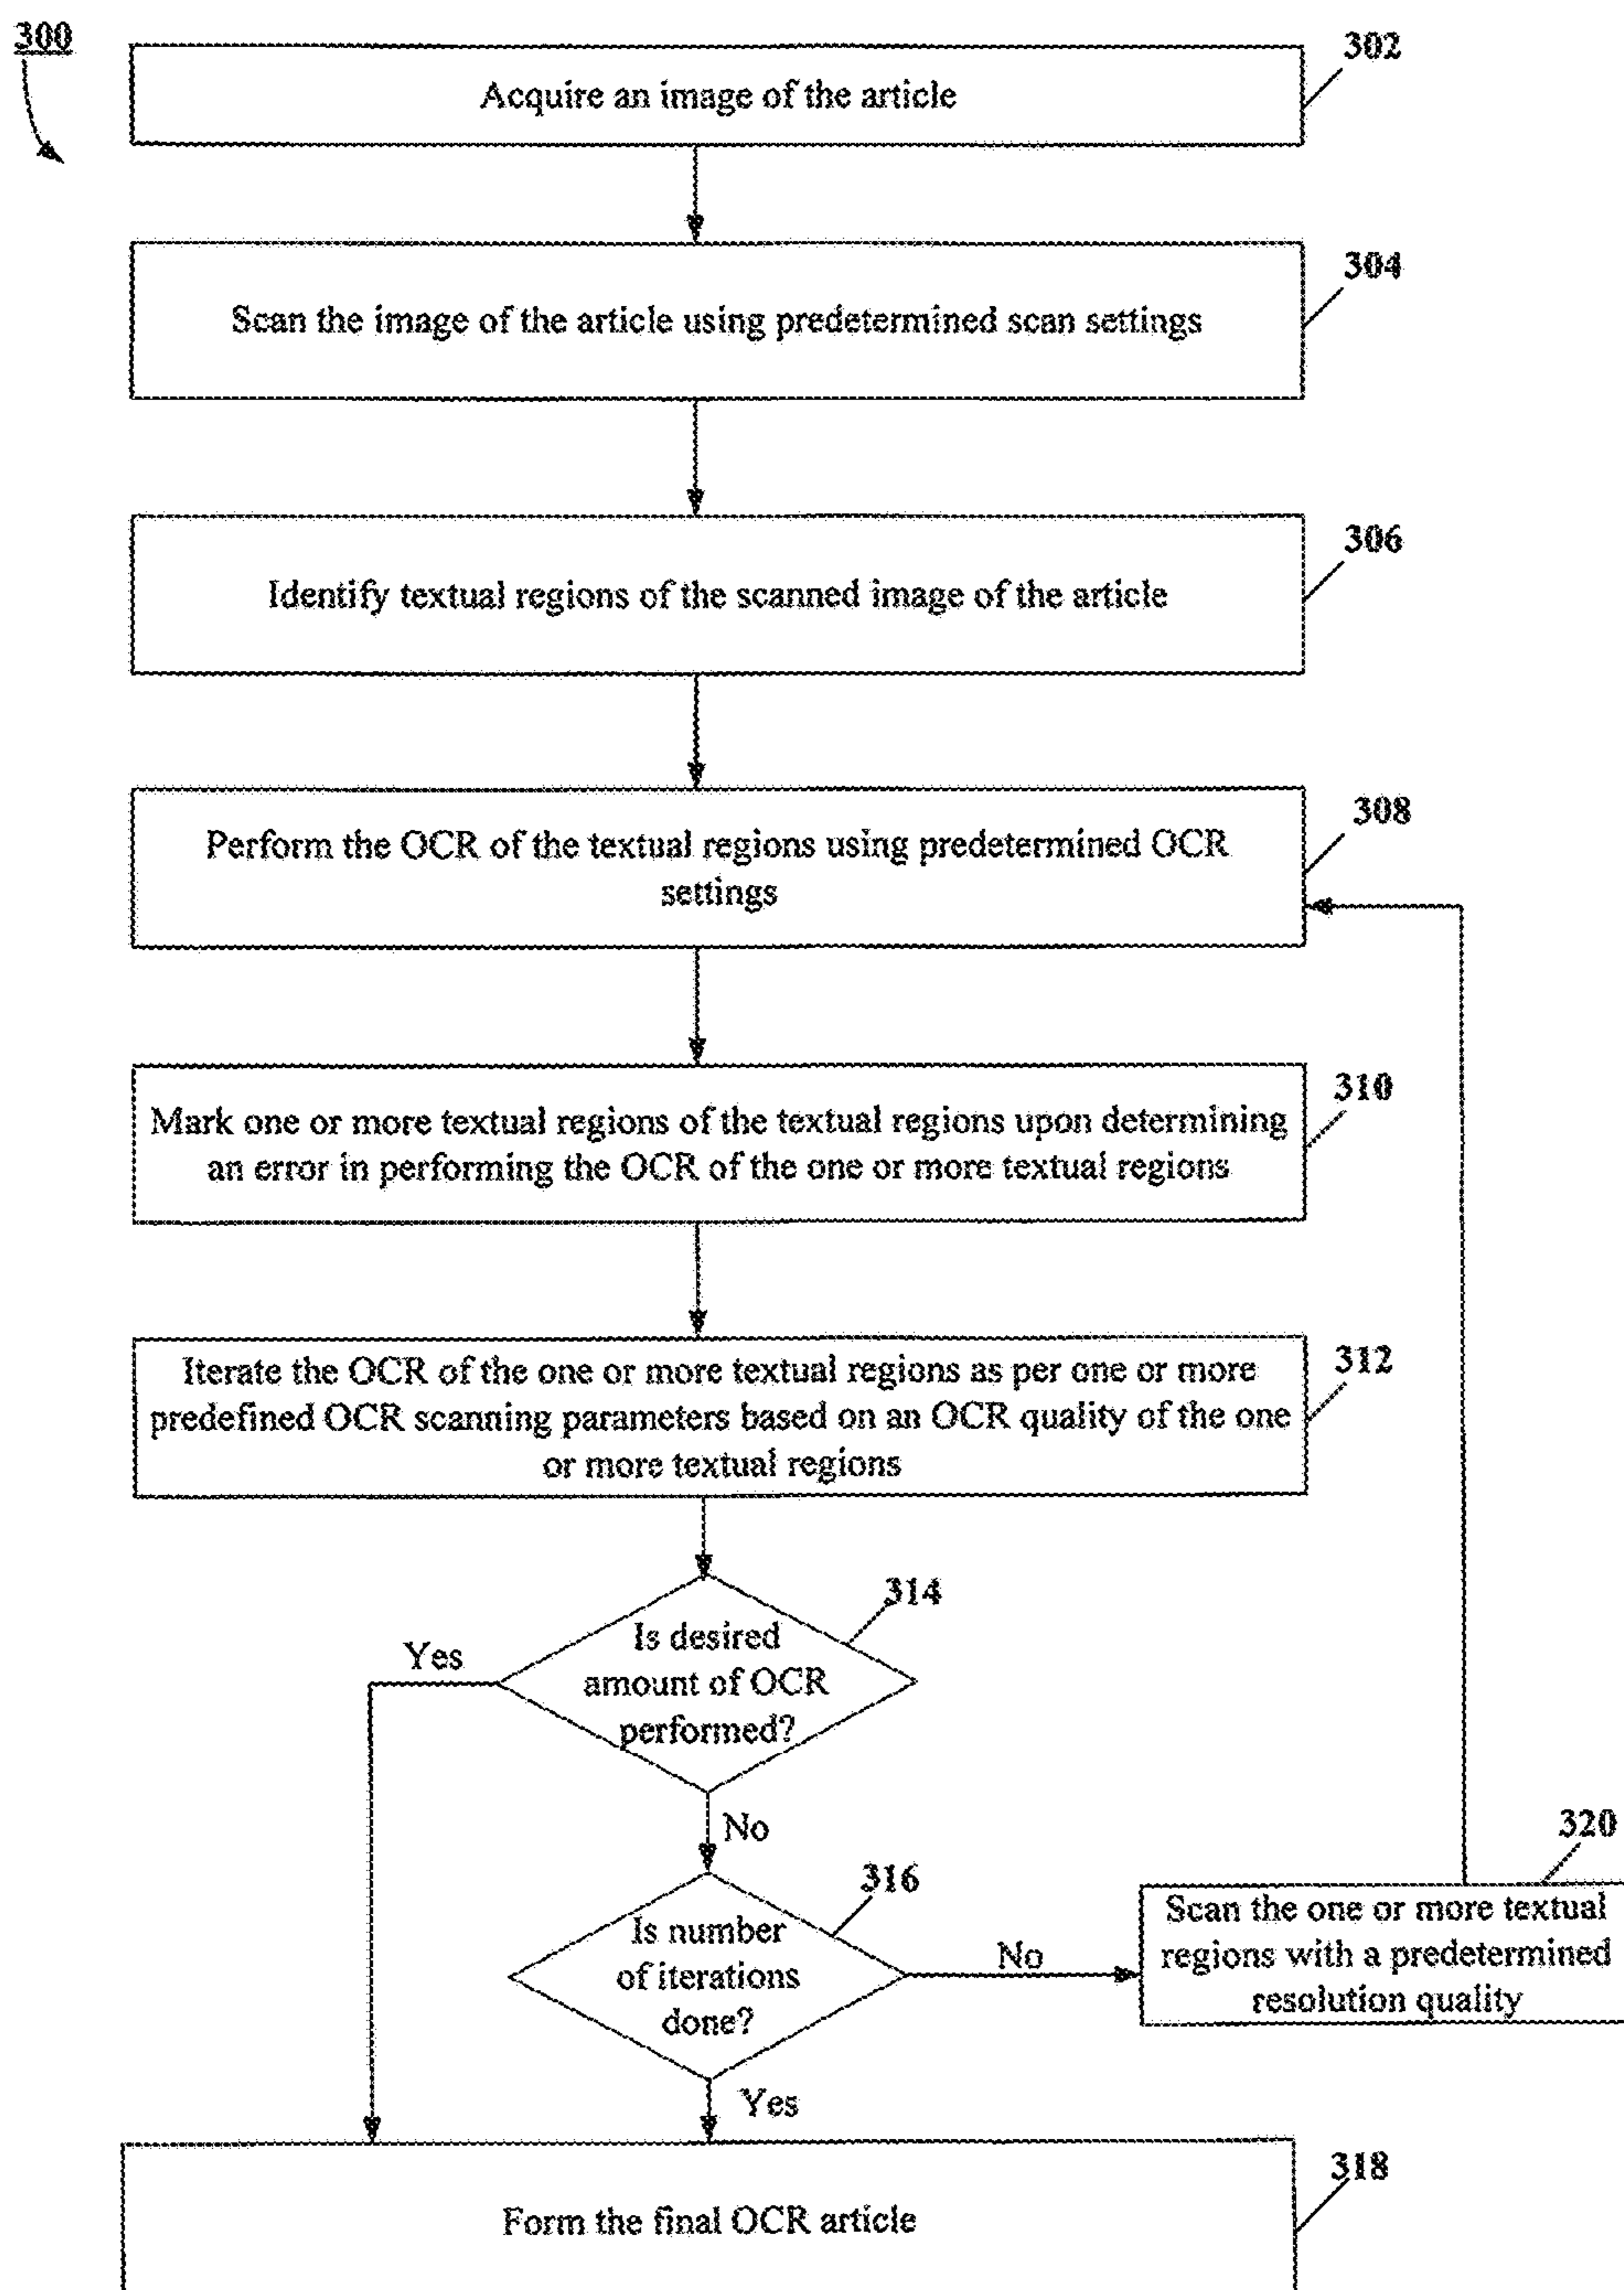 300
302
Acquire an image of the article
304
Scan the image of the article using predetermined scan settings
306
Identify textual regions of the scanned image of the article
308
Perform the OCR of the textual regions using predetermined OCR
settings
310
Mark one or more textual regions of the textual regions upon determining
an error in performing the OCR of the one or more textual regions
312
Iterate the OCR of the one or more textual regions as per one or more
predefined OCR scanning parameters based on an OCR quality of the one
or more textual regions
314
Is desired
amount of OCR
performed?
Yes
No
316
Is number
of iterations
done?
No
320
Scan the one or more textual
regions with a predetermined
resolution quality
Yes
318
Form the final OCR article